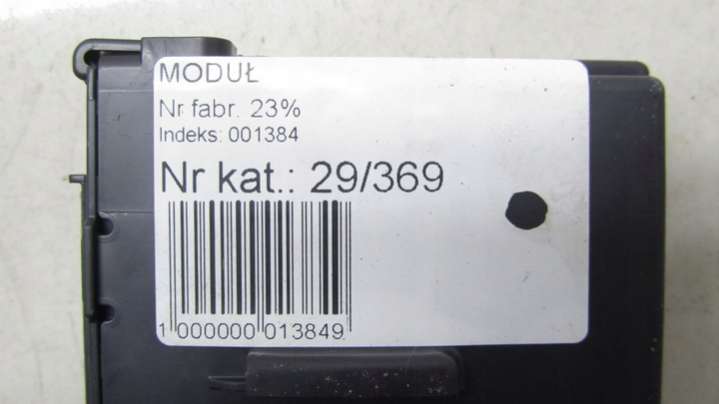 MODUŁ
Nr fabr. 23%
Indeks: 001384
Nr kat.: 29/369
1 000000 013849